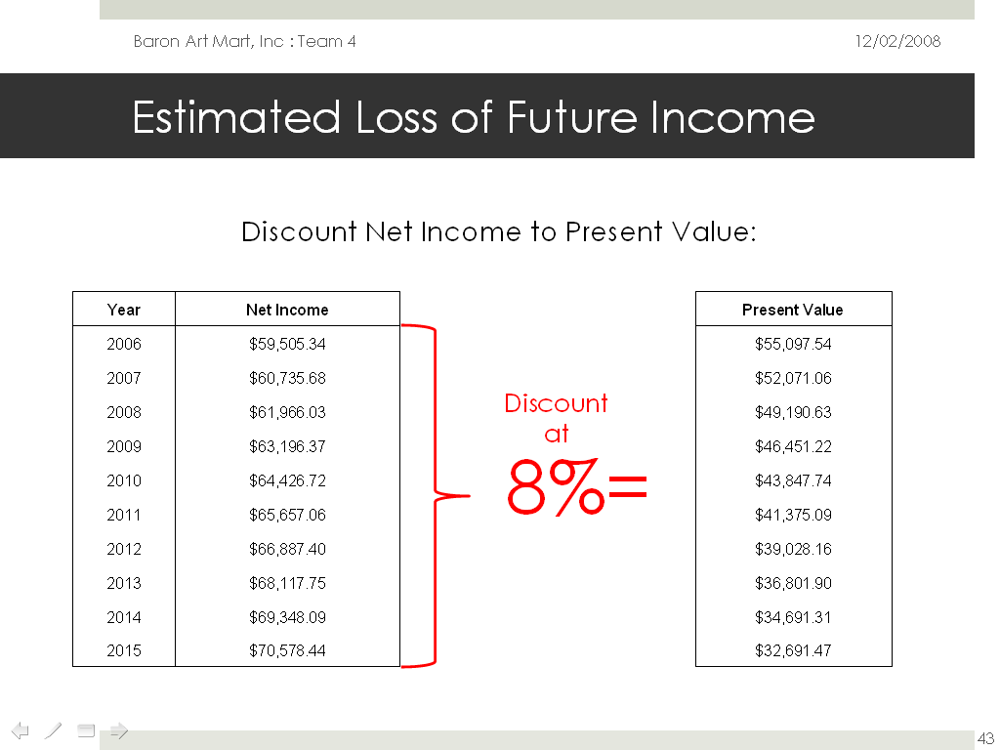 Baron Art Mart, Inc : Team 4 12/02/2008
Estimated Loss of Future Income
Discount Net Income to Present Value:
Year Net Income Present Value
2006 $59,505.34 $55,097.54
2007 $60,735.68 $52,071.06
2008 $61,966.03 $49,190.63
2009 $63,196.37 $46,451.22
2010 $64,426.72 $43,847.74
2011 $65,657.06 $41,375.09
2012 $66,887.40 $39,028.16
2013 $68,117.75 $36,801.90
2014 $69,348.09 $34,691.31
2015 $70,578.44 $32,691.47
Discount
at
8%=
43